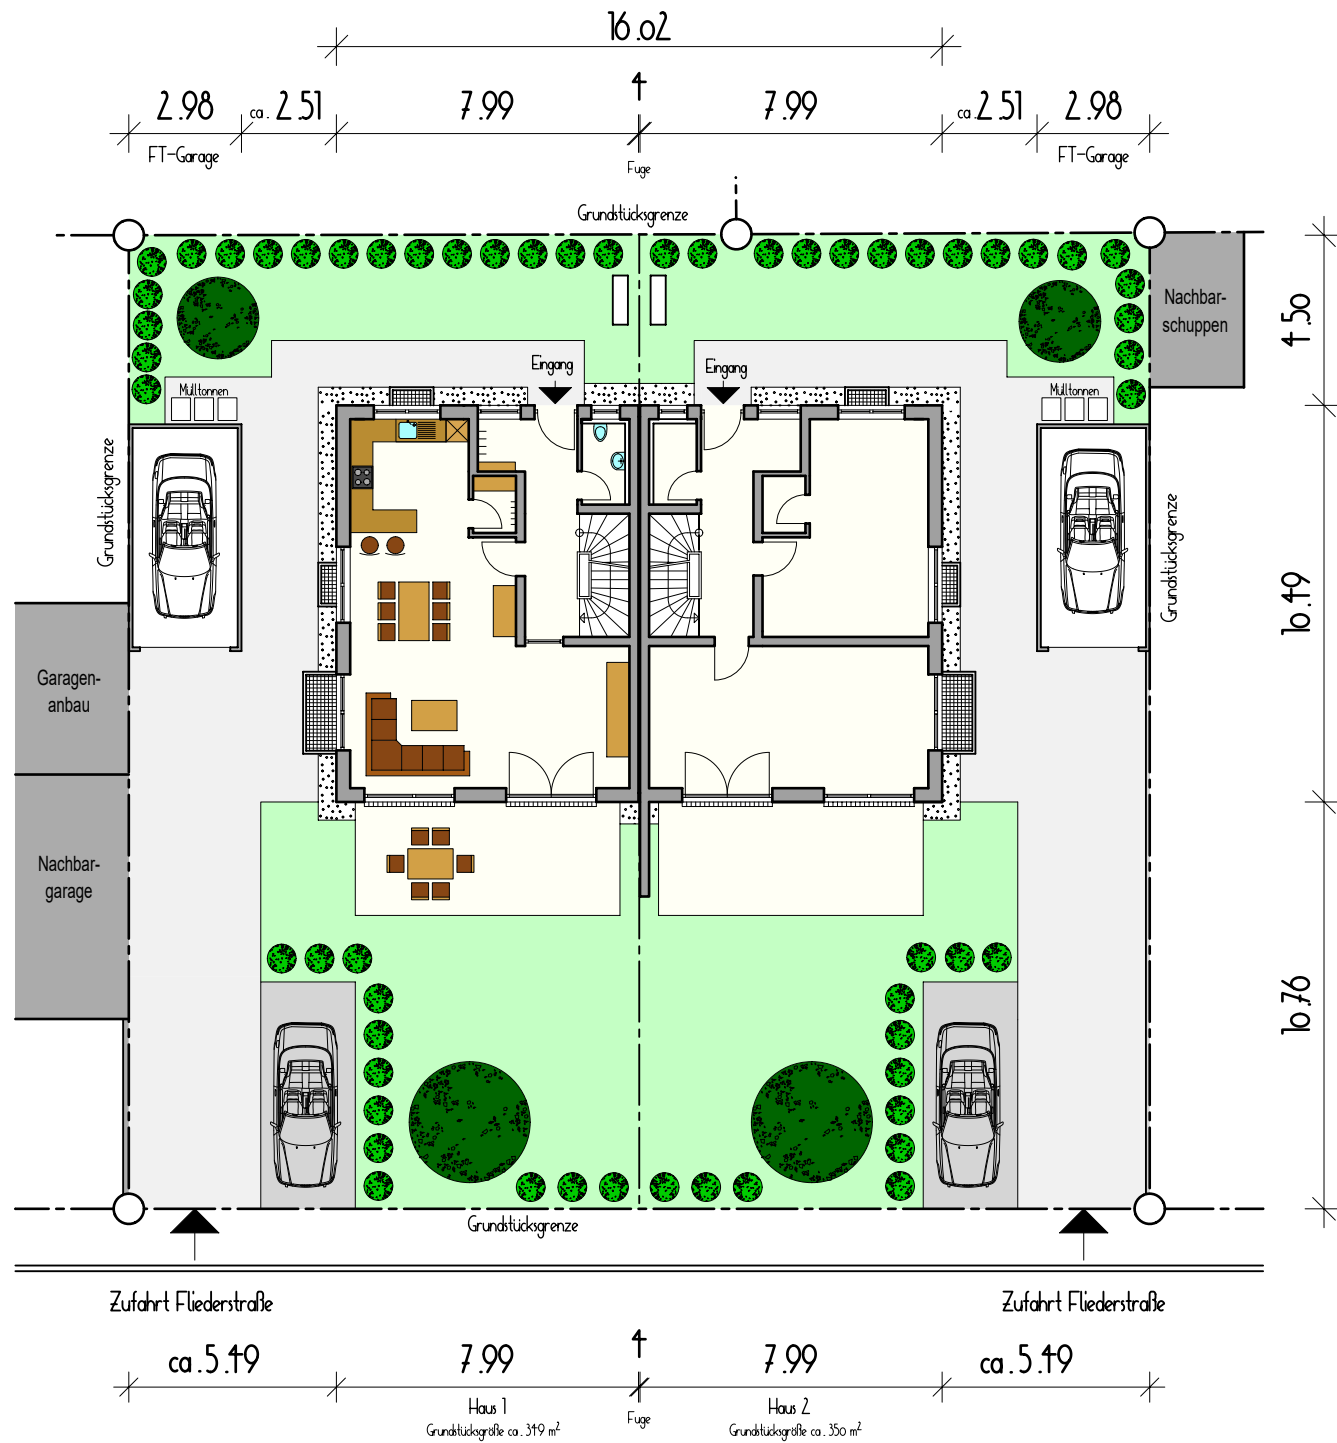 16.02
2.98
ca. 2.51
7.99
4
7.99
ca. 2.51
2.98
FT-Garage
Fuge
FT-Garage
Grundstücksgrenze
Nachbar-
schuppen
4.50
Eingang
Eingang
Mülltonnen
Mülltonnen
Grundstücksgrenze
Grundstücksgrenze
10.49
Garagen-
anbau
Nachbar-
garage
10.76
Grundstücksgrenze
Zufahrt Fliederstraße
Zufahrt Fliederstraße
ca. 5.49
7.99
4
7.99
ca. 5.49
Haus 1
Grundstücksgröße ca. 349 m²
Fuge
Haus 2
Grundstücksgröße ca. 350 m²